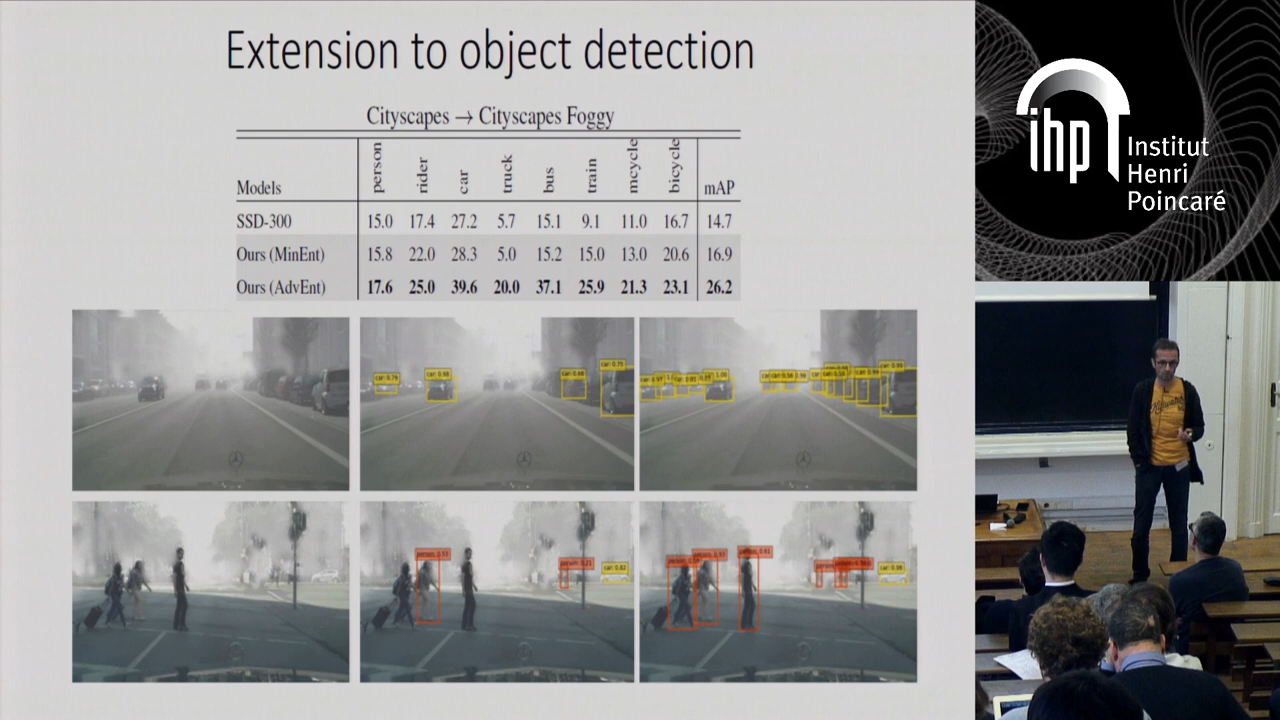 Extension to object detection
Cityscapes → Cityscapes Foggy
Models person rider car truck bus train mcycle bicycle mAP
SSD-300 15.0 17.4 27.2 5.7 15.1 9.1 11.0 16.7 14.7
Ours (MinEnt) 15.8 22.0 28.3 5.0 15.2 15.0 13.0 20.6 16.9
Ours (AdvEnt) 17.6 25.0 39.6 20.0 37.1 25.9 21.3 23.1 26.2
ihp
Institut
Henri
Poincaré